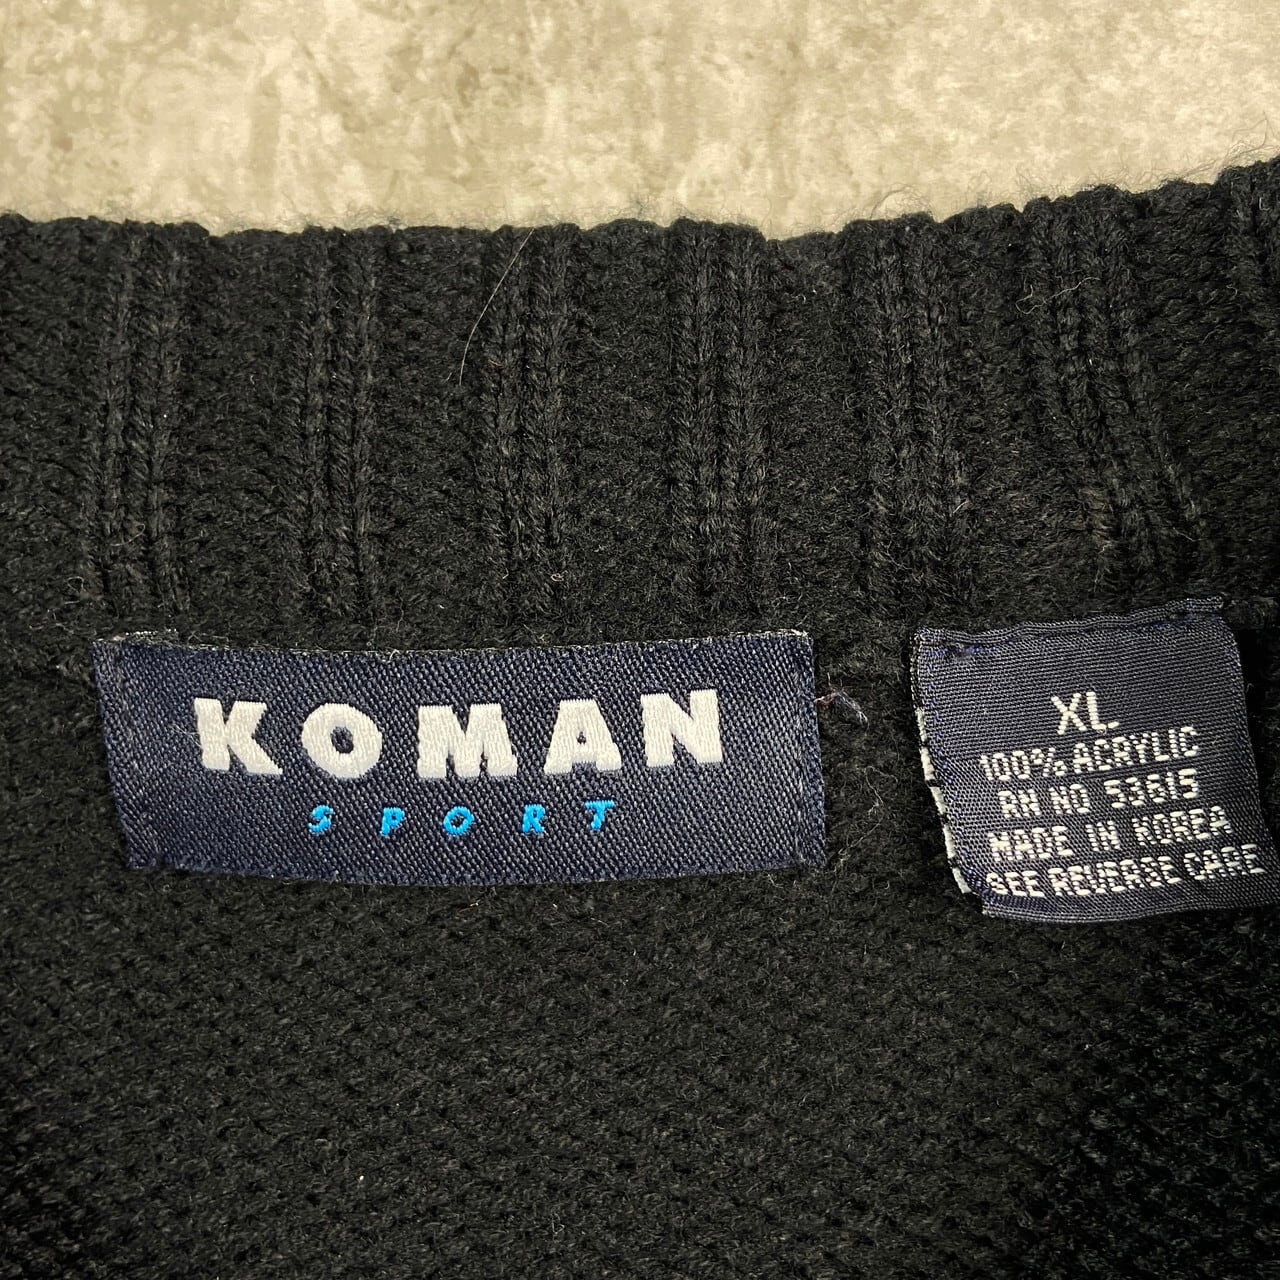 KOMAN
SPORT
XL
100% ACRYLIC
RN NO 53615
MADE IN KOREA
SEE REVERSE CARE